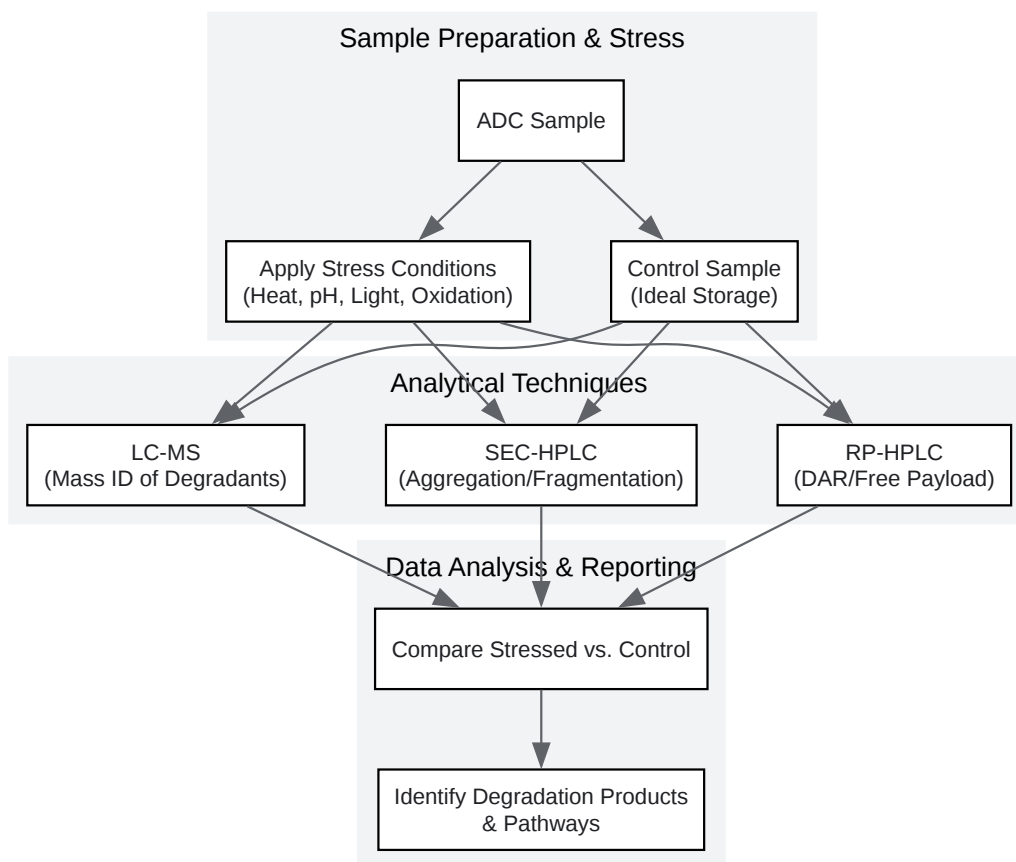 Sample Preparation & Stress
ADC Sample
Apply Stress Conditions
(Heat, pH, Light, Oxidation)
Control Sample
(Ideal Storage)
Analytical Techniques
LC-MS
(Mass ID of Degradants)
SEC-HPLC
(Aggregation/Fragmentation)
RP-HPLC
(DAR/Free Payload)
Data Analysis & Reporting
Compare Stressed vs. Control
Identify Degradation Products
& Pathways